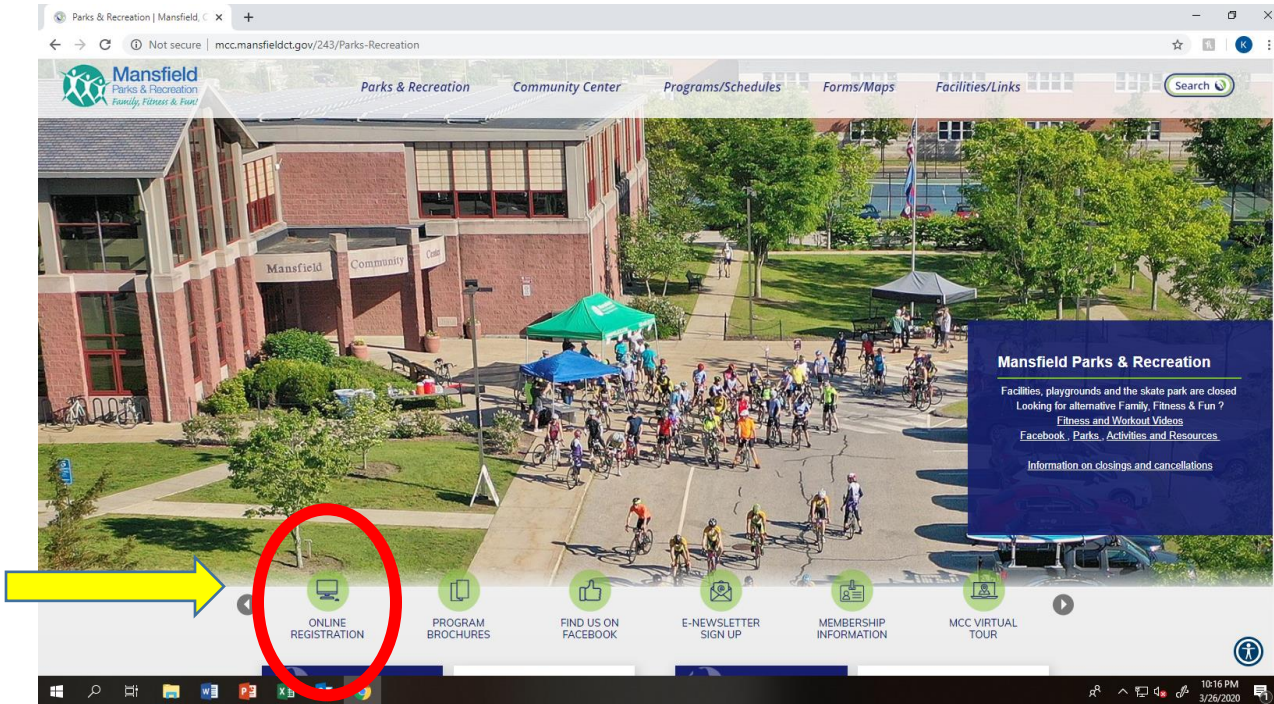 Parks & Recreation | Mansfield, C
Not secure | mcc.mansfieldct.gov/243/Parks-Recreation
K
Mansfield
Parks & Recreation
Family, Fitness & Fun!
Parks & Recreation
Community Center
Programs/Schedules
Forms/Maps
Facilities/Links
Search
Mansfield
Community
Center
Mansfield Parks & Recreation
Facilities, playgrounds and the skate park are closed
Looking for alternative Family, Fitness & Fun ?
Fitness and Workout Videos
Facebook , Parks , Activities and Resources
Information on closings and cancellations
ONLINE
REGISTRATION
PROGRAM
BROCHURES
FIND US ON
FACEBOOK
E-NEWSLETTER
SIGN UP
MEMBERSHIP
INFORMATION
MCC VIRTUAL
TOUR
10:16 PM
3/26/2020